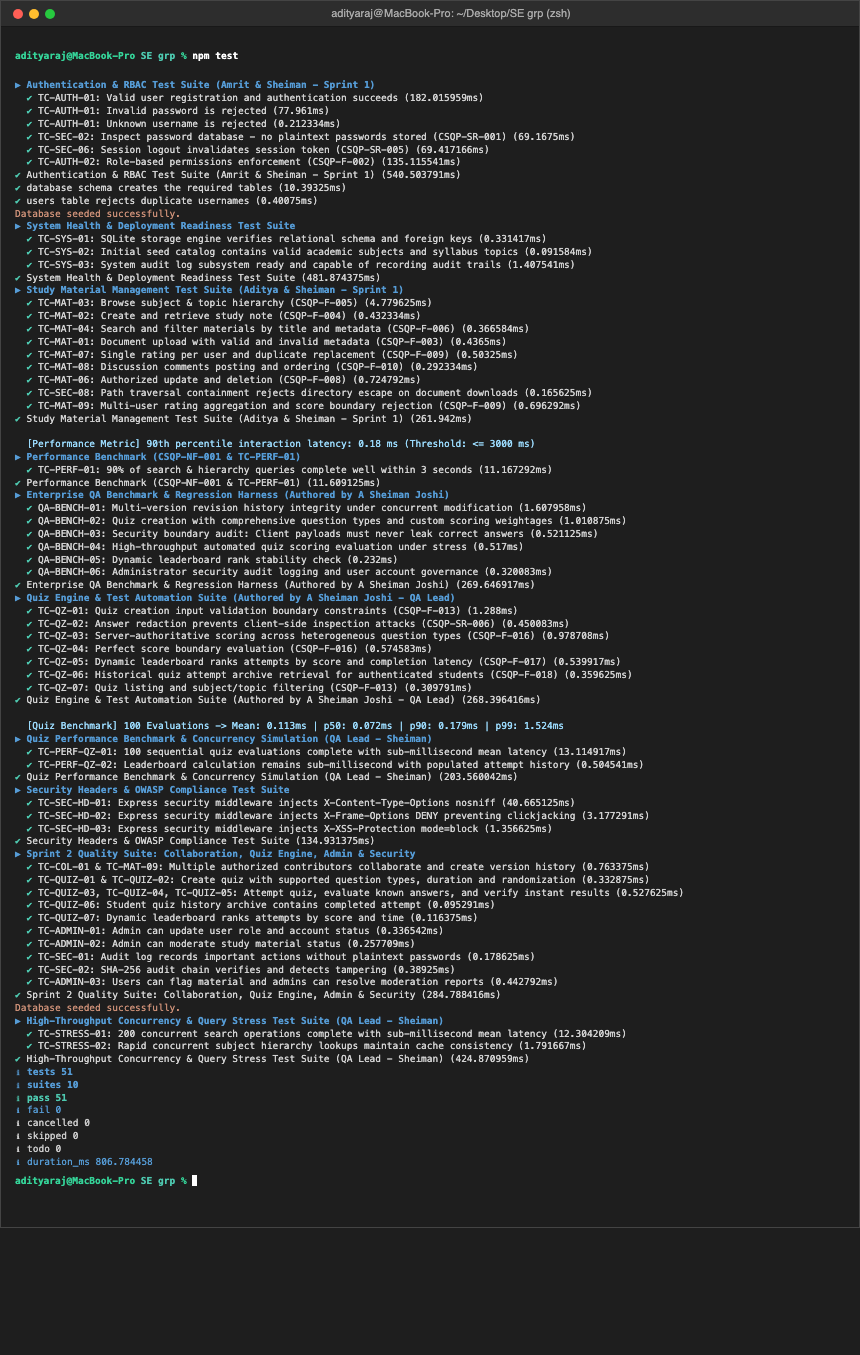 adityaraj@MacBook-Pro: ~/Desktop/SE grp (zsh)
adityaraj@MacBook-Pro SE grp % npm test
▶ Authentication & RBAC Test Suite (Amrit & Sheiman - Sprint 1)
✔ TC-AUTH-01: Valid user registration and authentication succeeds (182.015959ms)
✔ TC-AUTH-01: Invalid password is rejected (77.961ms)
✔ TC-AUTH-01: Unknown username is rejected (0.212334ms)
✔ TC-SEC-02: Inspect password database - no plaintext passwords stored (CSQP-SR-001) (69.1675ms)
✔ TC-SEC-06: Session logout invalidates session token (CSQP-SR-005) (69.417166ms)
✔ TC-AUTH-02: Role-based permissions enforcement (CSQP-F-002) (135.115541ms)
✔ Authentication & RBAC Test Suite (Amrit & Sheiman - Sprint 1) (540.503791ms)
✔ database schema creates the required tables (10.39325ms)
✔ users table rejects duplicate usernames (0.40075ms)
Database seeded successfully.
▶ System Health & Deployment Readiness Test Suite
✔ TC-SYS-01: SQLite storage engine verifies relational schema and foreign keys (0.331417ms)
✔ TC-SYS-02: Initial seed catalog contains valid academic subjects and syllabus topics (0.091584ms)
✔ TC-SYS-03: System audit log subsystem ready and capable of recording audit trails (1.407541ms)
✔ System Health & Deployment Readiness Test Suite (481.874375ms)
▶ Study Material Management Test Suite (Aditya & Sheiman - Sprint 1)
✔ TC-MAT-03: Browse subject & topic hierarchy (CSQP-F-005) (4.779625ms)
✔ TC-MAT-02: Create and retrieve study note (CSQP-F-004) (0.432334ms)
✔ TC-MAT-04: Search and filter materials by title and metadata (CSQP-F-006) (0.366584ms)
✔ TC-MAT-01: Document upload with valid and invalid metadata (CSQP-F-003) (0.4365ms)
✔ TC-MAT-07: Single rating per user and duplicate replacement (CSQP-F-009) (0.50325ms)
✔ TC-MAT-08: Discussion comments posting and ordering (CSQP-F-010) (0.292334ms)
✔ TC-MAT-06: Authorized update and deletion (CSQP-F-008) (0.724792ms)
✔ TC-SEC-08: Path traversal containment rejects directory escape on document downloads (0.165625ms)
✔ TC-MAT-09: Multi-user rating aggregation and score boundary rejection (CSQP-F-009) (0.696292ms)
✔ Study Material Management Test Suite (Aditya & Sheiman - Sprint 1) (261.942ms)
[Performance Metric] 90th percentile interaction latency: 0.18 ms (Threshold: <= 3000 ms)
▶ Performance Benchmark (CSQP-NF-001 & TC-PERF-01)
✔ TC-PERF-01: 90% of search & hierarchy queries complete well within 3 seconds (11.167292ms)
✔ Performance Benchmark (CSQP-NF-001 & TC-PERF-01) (11.609125ms)
▶ Enterprise QA Benchmark & Regression Harness (Authored by A Sheiman Joshi)
✔ QA-BENCH-01: Multi-version revision history integrity under concurrent modification (1.607958ms)
✔ QA-BENCH-02: Quiz creation with comprehensive question types and custom scoring weightages (1.010875ms)
✔ QA-BENCH-03: Security boundary audit: Client payloads must never leak correct answers (0.521125ms)
✔ QA-BENCH-04: High-throughput automated quiz scoring evaluation under stress (0.517ms)
✔ QA-BENCH-05: Dynamic leaderboard rank stability check (0.232ms)
✔ QA-BENCH-06: Administrator security audit logging and user account governance (0.320083ms)
✔ Enterprise QA Benchmark & Regression Harness (Authored by A Sheiman Joshi) (269.646917ms)
▶ Quiz Engine & Test Automation Suite (Authored by A Sheiman Joshi - QA Lead)
✔ TC-QZ-01: Quiz creation input validation boundary constraints (CSQP-F-013) (1.288ms)
✔ TC-QZ-02: Answer redaction prevents client-side inspection attacks (CSQP-SR-006) (0.450083ms)
✔ TC-QZ-03: Server-authoritative scoring across heterogeneous question types (CSQP-F-016) (0.978708ms)
✔ TC-QZ-04: Perfect score boundary evaluation (CSQP-F-016) (0.574583ms)
✔ TC-QZ-05: Dynamic leaderboard ranks attempts by score and completion latency (CSQP-F-017) (0.539917ms)
✔ TC-QZ-06: Historical quiz attempt archive retrieval for authenticated students (CSQP-F-018) (0.359625ms)
✔ TC-QZ-07: Quiz listing and subject/topic filtering (CSQP-F-013) (0.309791ms)
✔ Quiz Engine & Test Automation Suite (Authored by A Sheiman Joshi - QA Lead) (268.396416ms)
[Quiz Benchmark] 100 Evaluations -> Mean: 0.113ms | p50: 0.072ms | p90: 0.179ms | p99: 1.524ms
▶ Quiz Performance Benchmark & Concurrency Simulation (QA Lead - Sheiman)
✔ TC-PERF-QZ-01: 100 sequential quiz evaluations complete with sub-millisecond mean latency (13.114917ms)
✔ TC-PERF-QZ-02: Leaderboard calculation remains sub-millisecond with populated attempt history (0.504541ms)
✔ Quiz Performance Benchmark & Concurrency Simulation (QA Lead - Sheiman) (203.560042ms)
▶ Security Headers & OWASP Compliance Test Suite
✔ TC-SEC-HD-01: Express security middleware injects X-Content-Type-Options nosniff (40.665125ms)
✔ TC-SEC-HD-02: Express security middleware injects X-Frame-Options DENY preventing clickjacking (3.177291ms)
✔ TC-SEC-HD-03: Express security middleware injects X-XSS-Protection mode=block (1.356625ms)
✔ Security Headers & OWASP Compliance Test Suite (134.931375ms)
▶ Sprint 2 Quality Suite: Collaboration, Quiz Engine, Admin & Security
✔ TC-COL-01 & TC-MAT-09: Multiple authorized contributors collaborate and create version history (0.763375ms)
✔ TC-QUIZ-01 & TC-QUIZ-02: Create quiz with supported question types, duration and randomization (0.332875ms)
✔ TC-QUIZ-03, TC-QUIZ-04, TC-QUIZ-05: Attempt quiz, evaluate known answers, and verify instant results (0.527625ms)
✔ TC-QUIZ-06: Student quiz history archive contains completed attempt (0.095291ms)
✔ TC-QUIZ-07: Dynamic leaderboard ranks attempts by score and time (0.116375ms)
✔ TC-ADMIN-01: Admin can update user role and account status (0.336542ms)
✔ TC-ADMIN-02: Admin can moderate study material status (0.257709ms)
✔ TC-SEC-01: Audit log records important actions without plaintext passwords (0.178625ms)
✔ TC-SEC-02: SHA-256 audit chain verifies and detects tampering (0.38925ms)
✔ TC-ADMIN-03: Users can flag material and admins can resolve moderation reports (0.442792ms)
✔ Sprint 2 Quality Suite: Collaboration, Quiz Engine, Admin & Security (284.788416ms)
Database seeded successfully.
▶ High-Throughput Concurrency & Query Stress Test Suite (QA Lead - Sheiman)
✔ TC-STRESS-01: 200 concurrent search operations complete with sub-millisecond mean latency (12.304209ms)
✔ TC-STRESS-02: Rapid concurrent subject hierarchy lookups maintain cache consistency (1.791667ms)
✔ High-Throughput Concurrency & Query Stress Test Suite (QA Lead - Sheiman) (424.870959ms)
ℹ tests 51
ℹ suites 10
ℹ pass 51
ℹ fail 0
ℹ cancelled 0
ℹ skipped 0
ℹ todo 0
ℹ duration_ms 806.784458
adityaraj@MacBook-Pro SE grp %